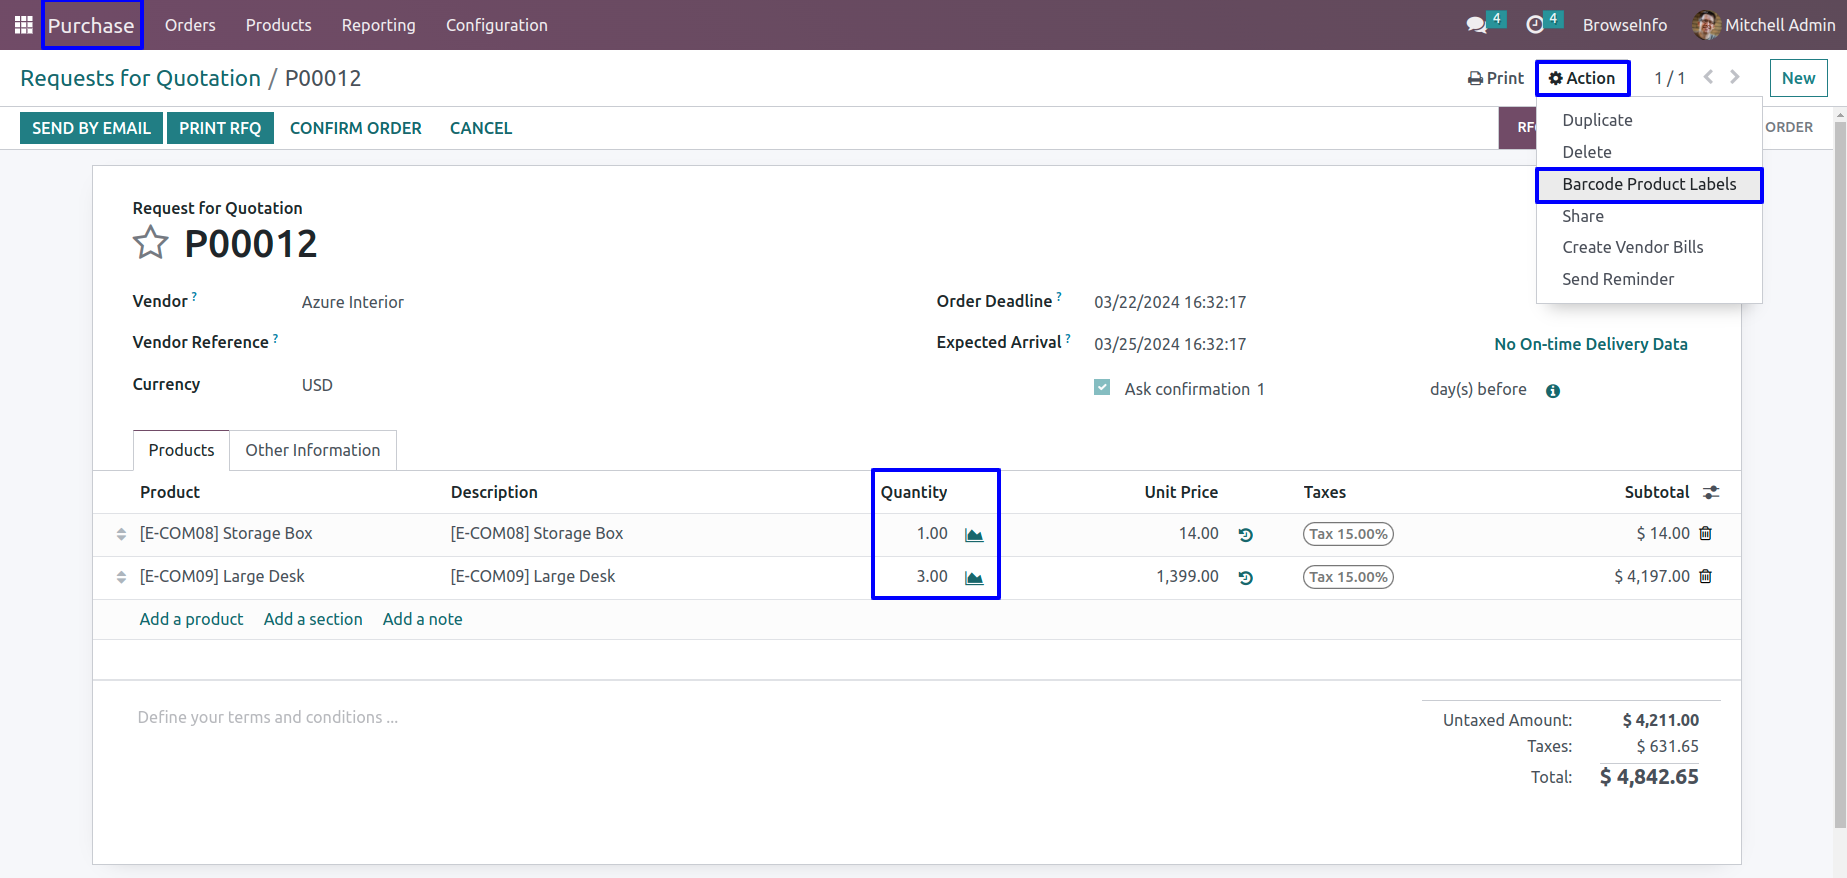 Purchase Orders Products Reporting Configuration 4 4 BrowseInfo Mitchell Admin
Requests for Quotation / P00012 Print Action 1 / 1 New
SEND BY EMAIL PRINT RFQ CONFIRM ORDER CANCEL RFQ ORDER
Duplicate
Delete
Barcode Product Labels
Share
Create Vendor Bills
Send Reminder
Request for Quotation
P00012
Vendor ? Azure Interior Order Deadline ? 03/22/2024 16:32:17
Vendor Reference ? Expected Arrival ? 03/25/2024 16:32:17 No On-time Delivery Data
Currency USD Ask confirmation 1 day(s) before
Products Other Information
Product Description Quantity Unit Price Taxes Subtotal
[E-COM08] Storage Box [E-COM08] Storage Box 1.00 14.00 Tax 15.00% $ 14.00
[E-COM09] Large Desk [E-COM09] Large Desk 3.00 1,399.00 Tax 15.00% $ 4,197.00
Add a product Add a section Add a note
Define your terms and conditions ...
Untaxed Amount: $ 4,211.00
Taxes: $ 631.65
Total: $ 4,842.65